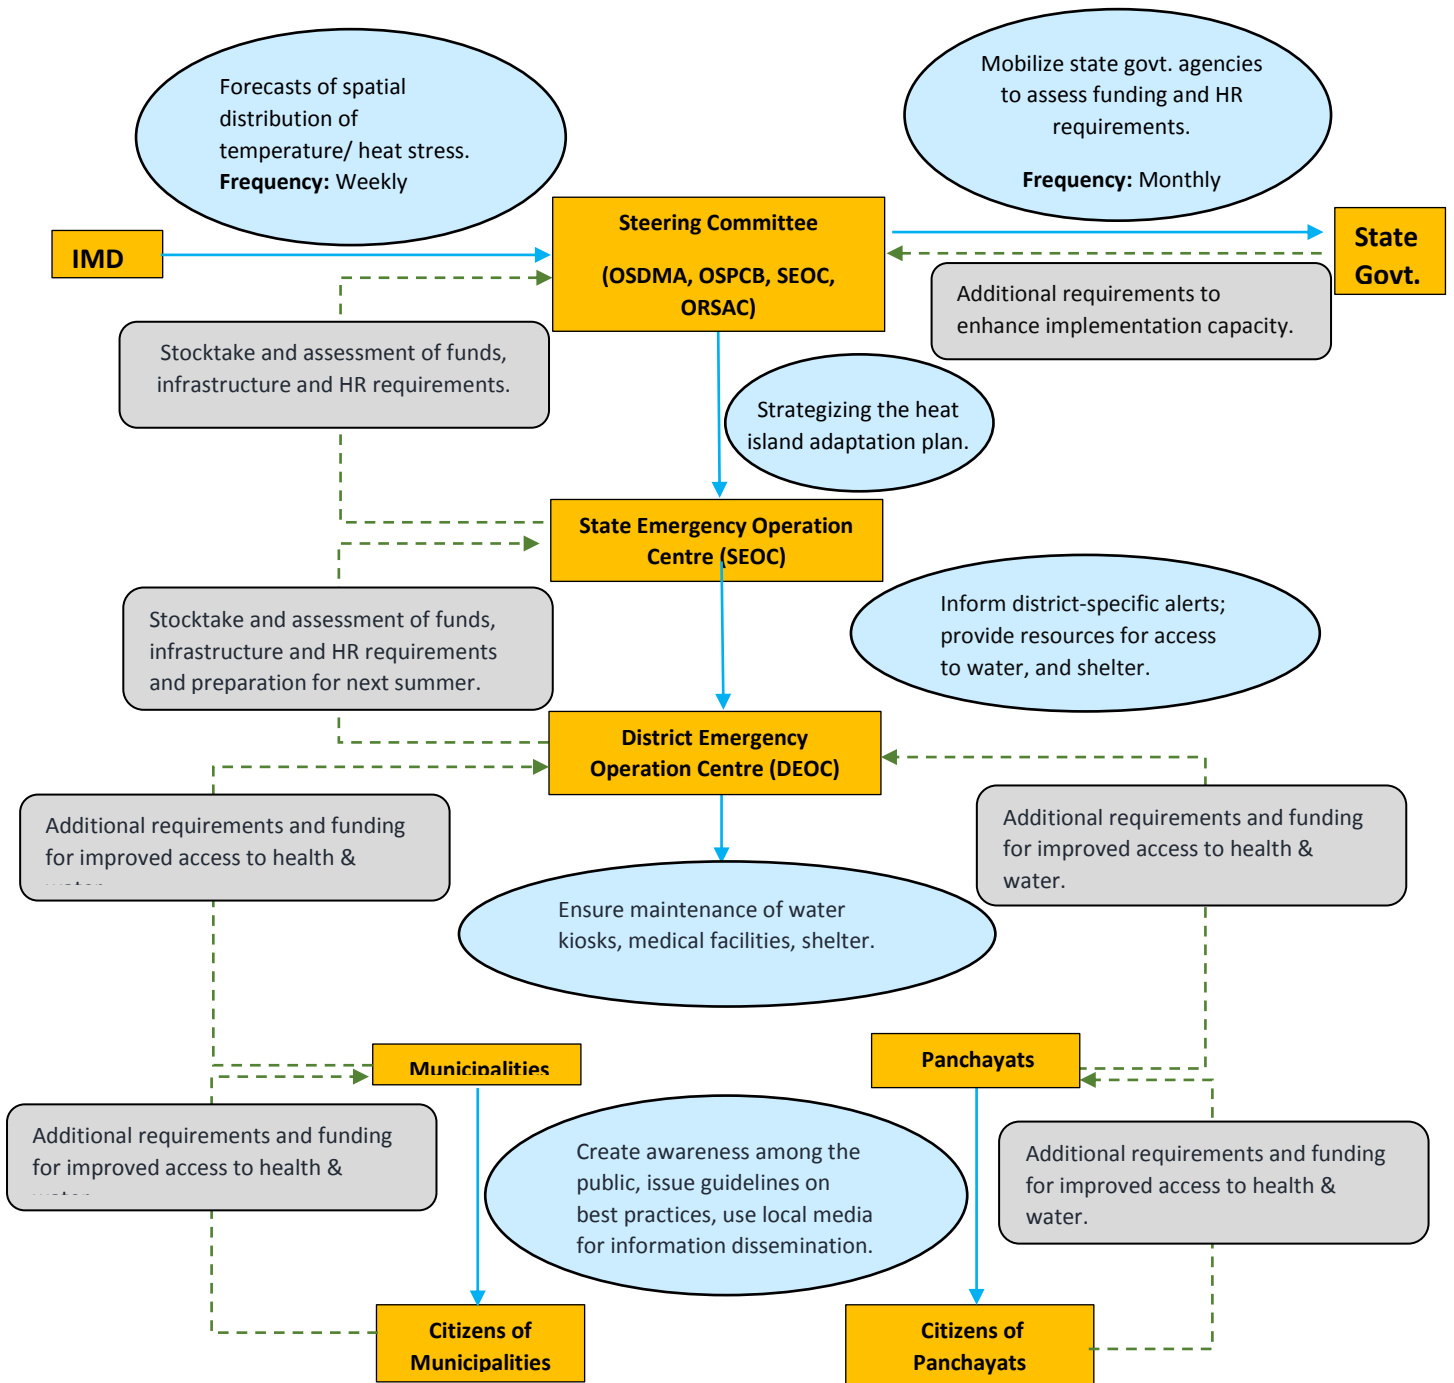 Forecasts of spatial
distribution of
temperature/ heat stress.
Frequency: Weekly
Mobilize state govt. agencies
to assess funding and HR
requirements.
Frequency: Monthly
IMD
Steering Committee
(OSDMA, OSPCB, SEOC,
ORSAC)
State
Govt.
Additional requirements to
enhance implementation capacity.
Stocktake and assessment of funds,
infrastructure and HR requirements.
Strategizing the heat
island adaptation plan.
State Emergency Operation
Centre (SEOC)
Inform district-specific alerts;
provide resources for access
to water, and shelter.
Stocktake and assessment of funds,
infrastructure and HR requirements
and preparation for next summer.
District Emergency
Operation Centre (DEOC)
Additional requirements and funding
for improved access to health &
Additional requirements and funding
for improved access to health &
water.
Ensure maintenance of water
kiosks, medical facilities, shelter.
Municipalities
Panchayats
Additional requirements and funding
for improved access to health &
Create awareness among the
public, issue guidelines on
best practices, use local media
for information dissemination.
Additional requirements and funding
for improved access to health &
water.
Citizens of
Municipalities
Citizens of
Panchayats